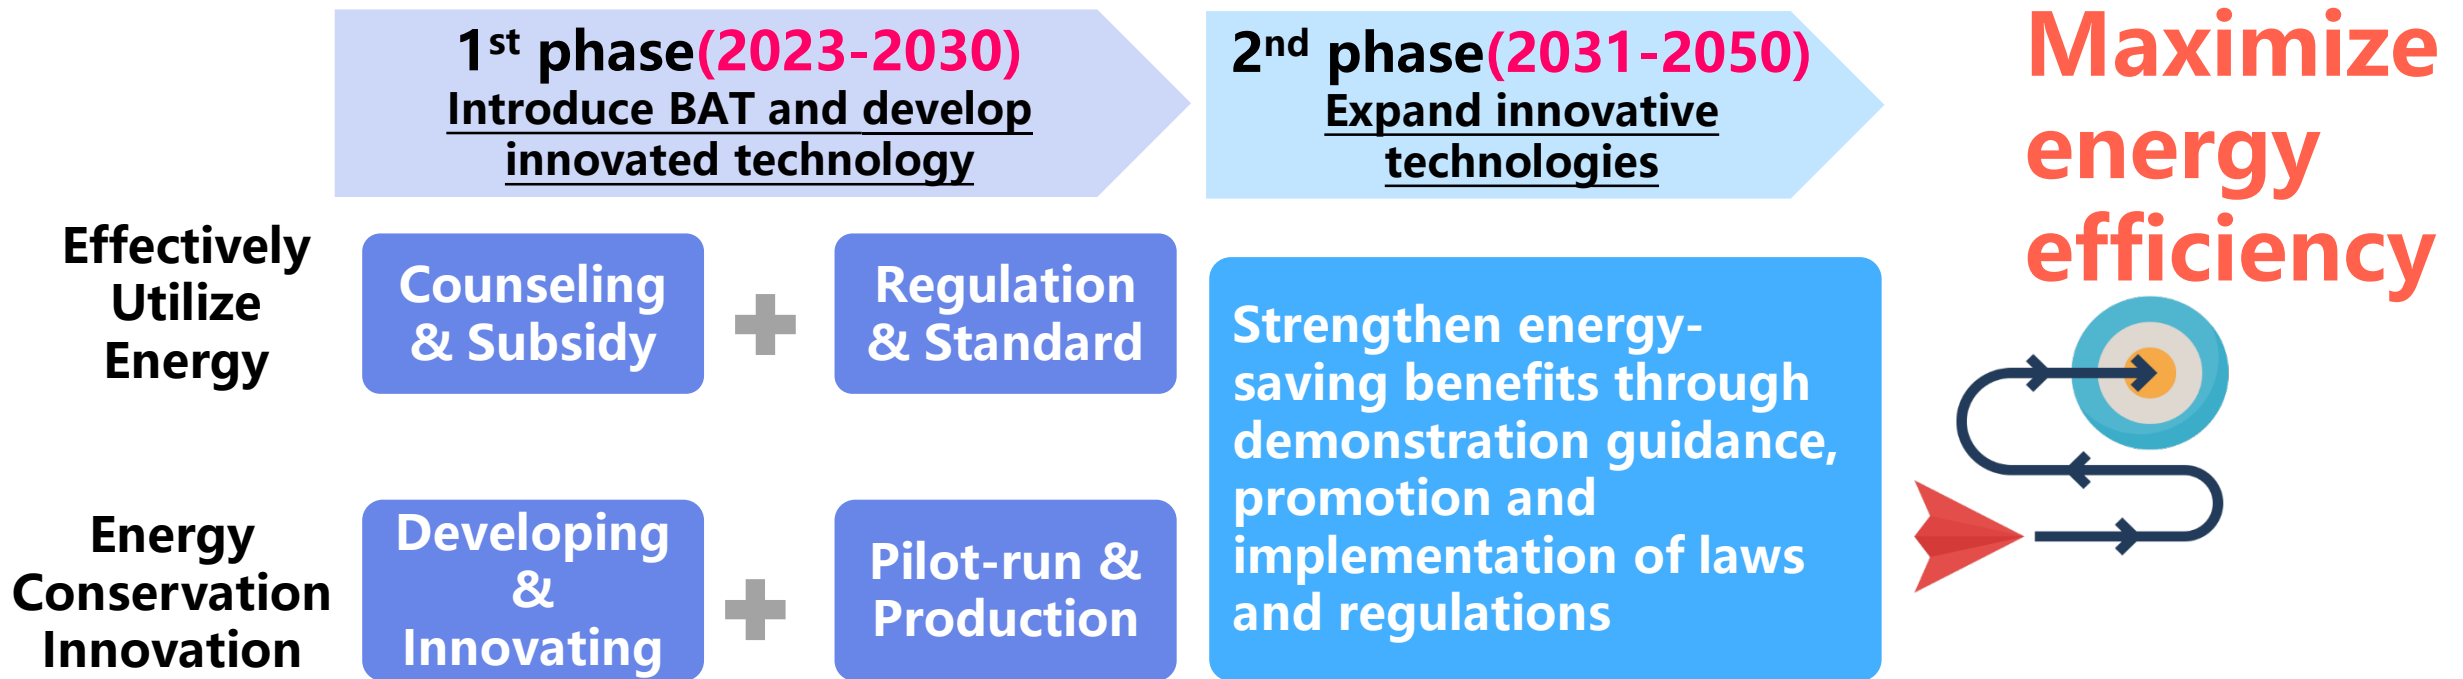 1st phase(2023-2030)
Introduce BAT and develop
innovated technology
2nd phase(2031-2050)
Expand innovative
technologies
Maximize
energy
efficiency
Effectively
Utilize
Energy
Counseling
& Subsidy
Regulation
& Standard
Energy
Conservation
Innovation
Developing
&
Innovating
Pilot-run &
Production
Strengthen energy-
saving benefits through
demonstration guidance,
promotion and
implementation of laws
and regulations